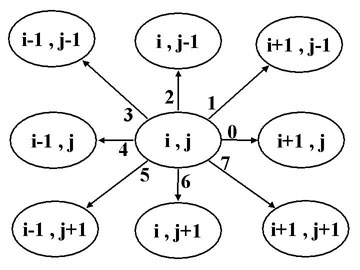 i-1 , j-1 i , j-1 i+1 , j-1
3 2 1
i-1 , j 4 i , j 0 i+1 , j
5 6 7
i-1 , j+1 i , j+1 i+1 , j+1